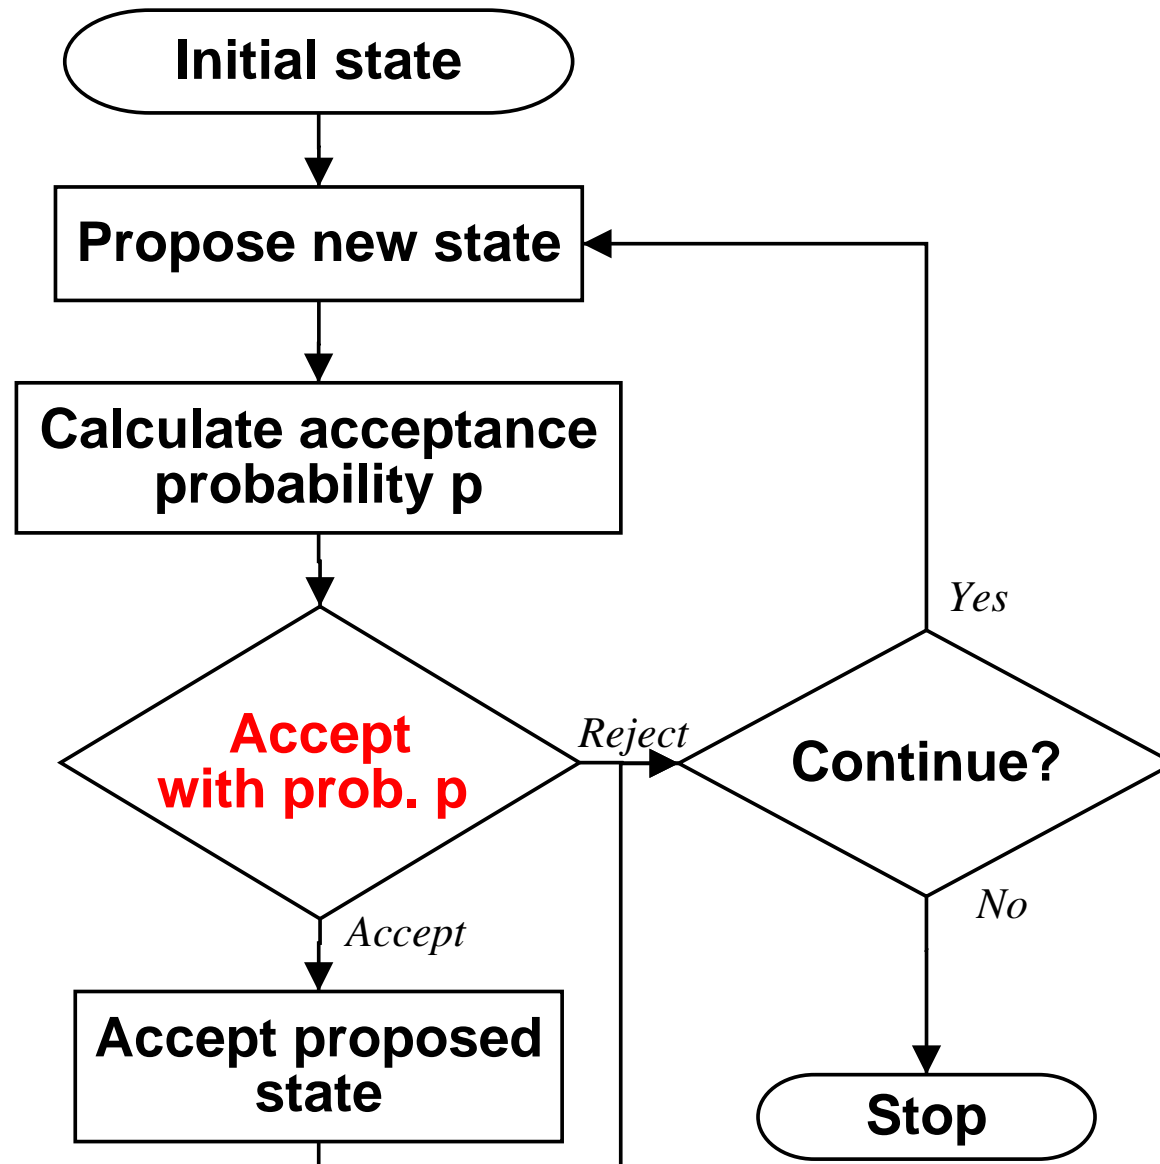 Initial state
Propose new state
Calculate acceptance
probability p
Accept
with prob. p
Reject
Accept
Accept proposed
state
Continue?
Yes
No
Stop